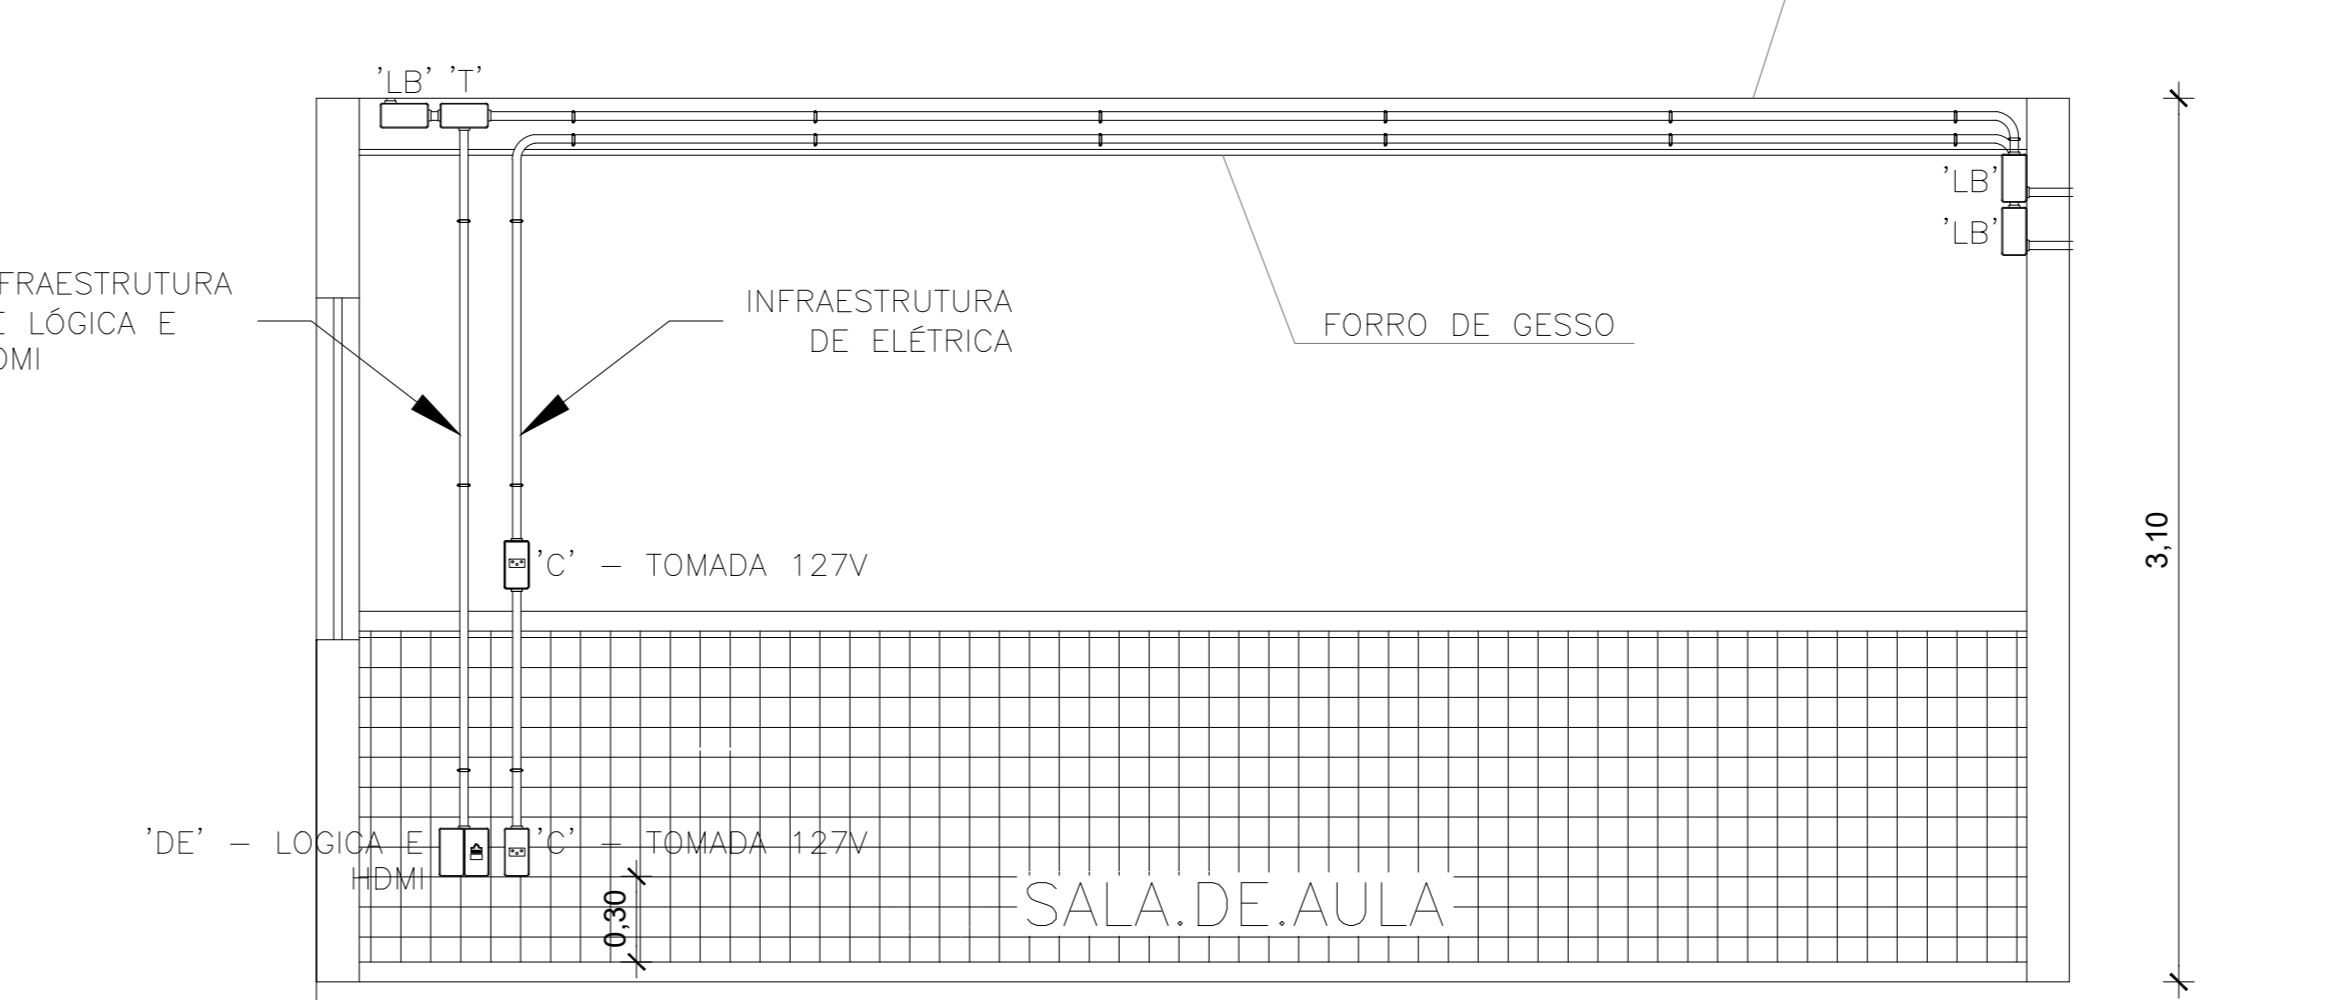 'LB' 'T'
'LB'
'LB'
FRAESTRUTURA
E LÓGICA E
DMI
INFRAESTRUTURA
DE ELÉTRICA
FORRO DE GESSO
3,10
'C' - TOMADA 127V
'DE' - LOGICA E
HDMI
'C' - TOMADA 127V
0,30
SALA.DE.AULA